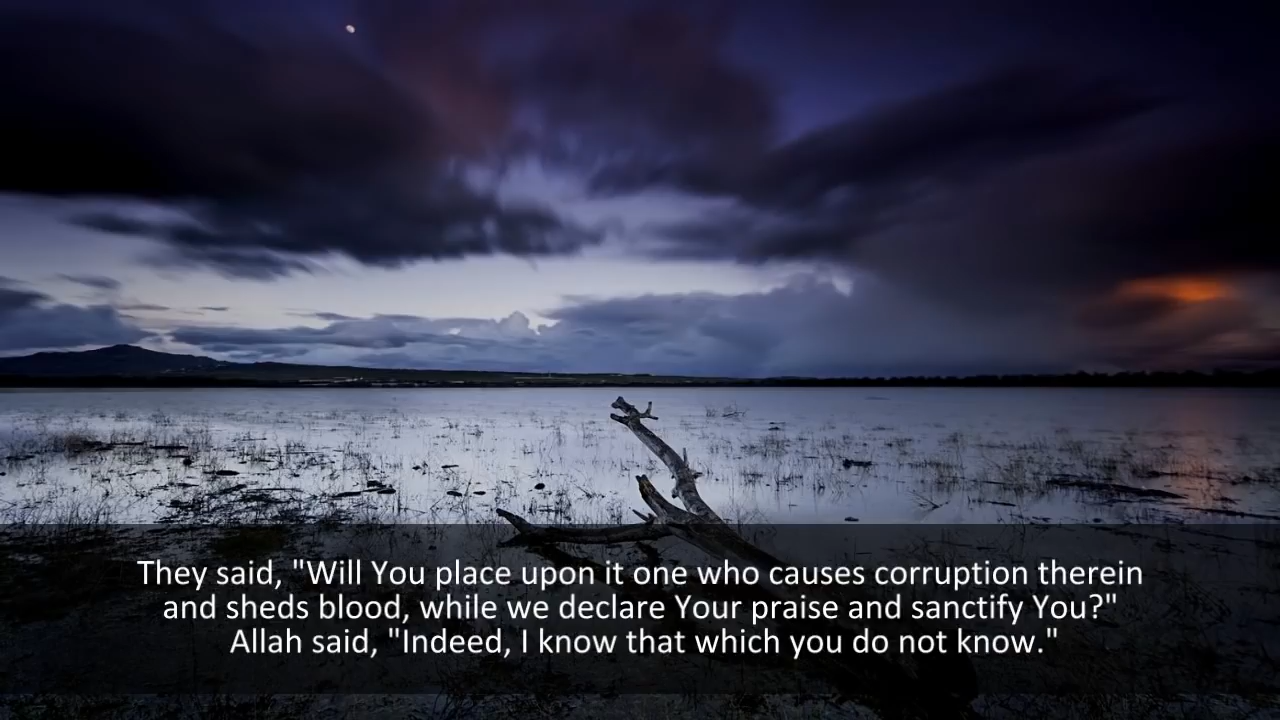 They said, "Will You place upon it one who causes corruption therein
and sheds blood, while we declare Your praise and sanctify You?"
Allah said, "Indeed, I know that which you do not know."